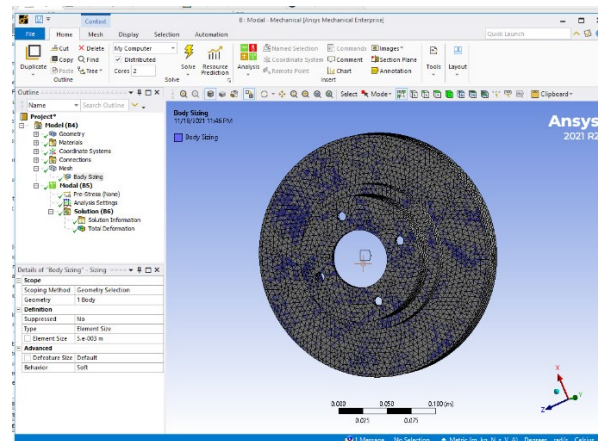 Context
B : Modal - Mechanical [Ansys Mechanical Enterprise]
File Home Mesh Display Selection Automation
Quick Launch
Duplicate
Cut
Delete
Copy
Find
Paste
Tree
Outline
My Computer
Distributed
Cores 2
Solve
Resource Prediction
Solve
Analysis
Named Selection
Coordinate System
Remote Point
Commands
Comment
Chart
Images
Section Plane
Annotation
Insert
Tools
Layout
Outline
Select Mode
Clipboard
Name
Search Outline
Project*
Model (B4)
Geometry
Materials
Coordinate Systems
Connections
Mesh
Body Sizing
Modal (B5)
Pre-Stress (None)
Analysis Settings
Solution (B6)
Solution Information
Total Deformation
Details of "Body Sizing" - Sizing
Scope
Scoping Method Geometry Selection
Geometry 1 Body
Definition
Suppressed No
Type Element Size
Element Size 5.e-003 m
Advanced
Defeature Size Default
Behavior Soft
Body Sizing
Body Sizing
Ansys
2021 R2
0.000 0.050 0.100 (m)
0.025 0.075
X
Y
Z
1 Message No Selection Metric (m, kg, N, s, V, A) Degrees rad/s Celsius